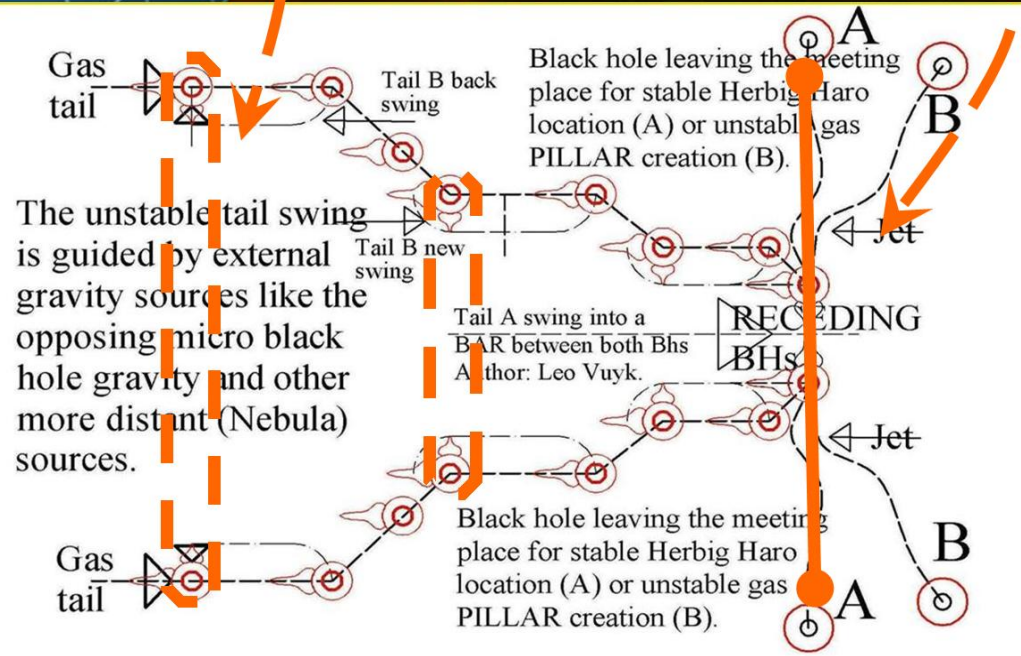 Gas
tail
Tail B back
swing
Black hole leaving the meeting
place for stable Herbig Haro
location (A) or unstable gas
PILLAR creation (B).
A
B
The unstable tail swing
is guided by external
gravity sources like the
opposing micro black
hole gravity and other
more distant (Nebula)
sources.
Tail B new
swing
Jet
Tail A swing into a
BAR between both Bhs
Author: Leo Vuyk.
RECEDING
BHs
Jet
Gas
tail
Black hole leaving the meeting
place for stable Herbig Haro
location (A) or unstable gas
PILLAR creation (B).
A
B